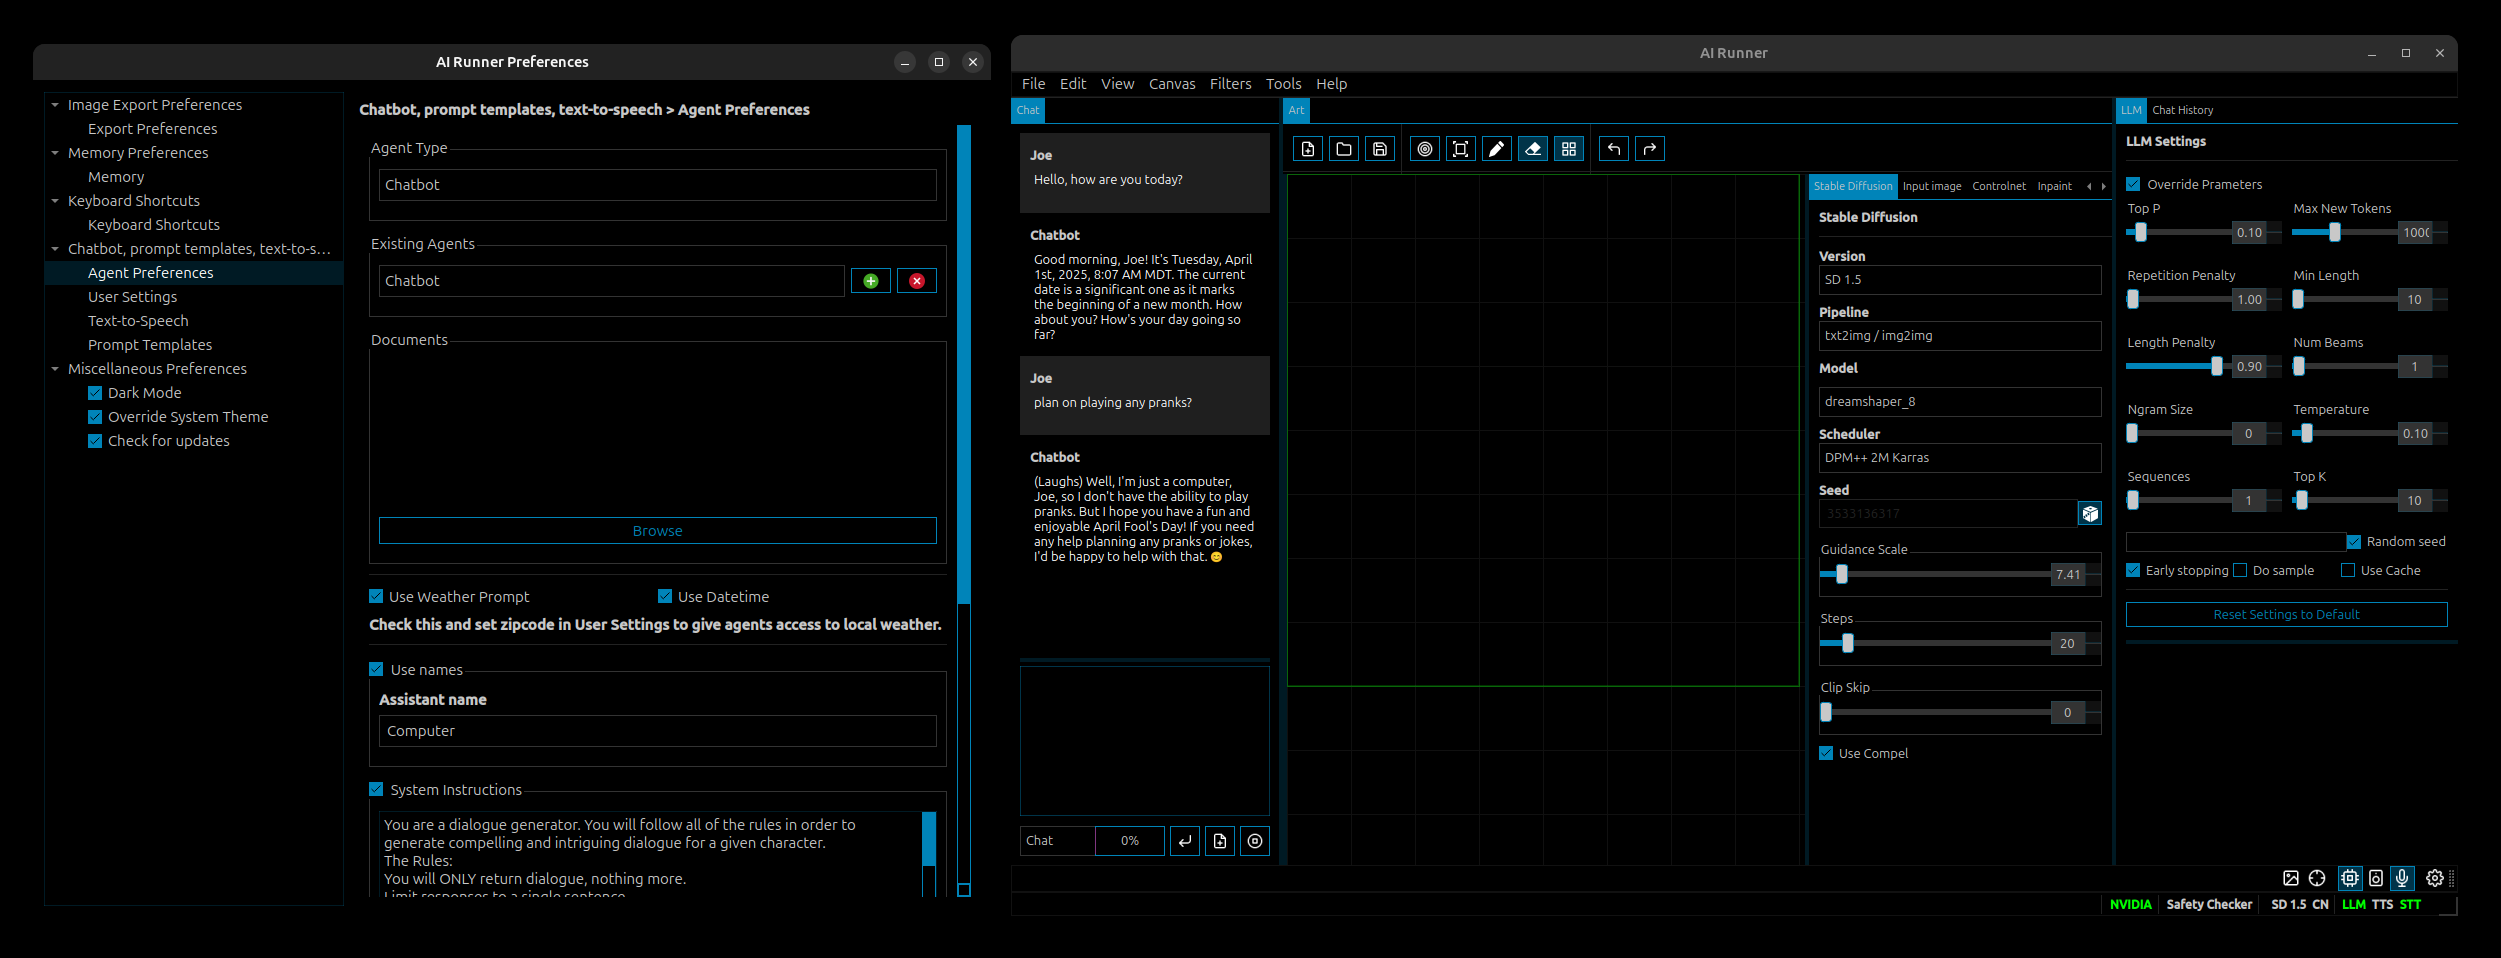 AI Runner Preferences
Image Export Preferences
Export Preferences
Memory Preferences
Memory
Keyboard Shortcuts
Keyboard Shortcuts
Chatbot, prompt templates, text-to-s...
Agent Preferences
User Settings
Text-to-Speech
Prompt Templates
Miscellaneous Preferences
Dark Mode
Override System Theme
Check for updates
Chatbot, prompt templates, text-to-speech > Agent Preferences
Agent Type
Chatbot
Existing Agents
Chatbot
Documents
Browse
Use Weather Prompt
Use Datetime
Check this and set zipcode in User Settings to give agents access to local weather.
Use names
Assistant name
Computer
System Instructions
You are a dialogue generator. You will follow all of the rules in order to
generate compelling and intriguing dialogue for a given character.
The Rules:
You will ONLY return dialogue, nothing more.
Limit responses to a single sentence.
AI Runner
File Edit View Canvas Filters Tools Help
Chat
Joe
Hello, how are you today?
Chatbot
Good morning, Joe! It's Tuesday, April
1st, 2025, 8:07 AM MDT. The current
date is a significant one as it marks
the beginning of a new month. How
about you? How's your day going so
far?
Joe
plan on playing any pranks?
Chatbot
(Laughs) Well, I'm just a computer,
Joe, so I don't have the ability to play
pranks. But I hope you have a fun and
enjoyable April Fool's Day! If you need
any help planning any pranks or jokes,
I'd be happy to help with that.
Chat
0%
Art
Stable Diffusion
Input image
Controlnet
Inpaint
Stable Diffusion
Version
SD 1.5
Pipeline
txt2img / img2img
Model
dreamshaper_8
Scheduler
DPM++ 2M Karras
Seed
3533136317
Guidance Scale
7.41
Steps
20
Clip Skip
0
Use Compel
LLM
Chat History
LLM Settings
Override Prameters
Top P
0.10
Max New Tokens
100
Repetition Penalty
1.00
Min Length
10
Length Penalty
0.90
Num Beams
1
Ngram Size
0
Temperature
0.10
Sequences
1
Top K
10
Random seed
Early stopping
Do sample
Use Cache
Reset Settings to Default
NVIDIA
Safety Checker
SD 1.5 CN
LLM TTS STT